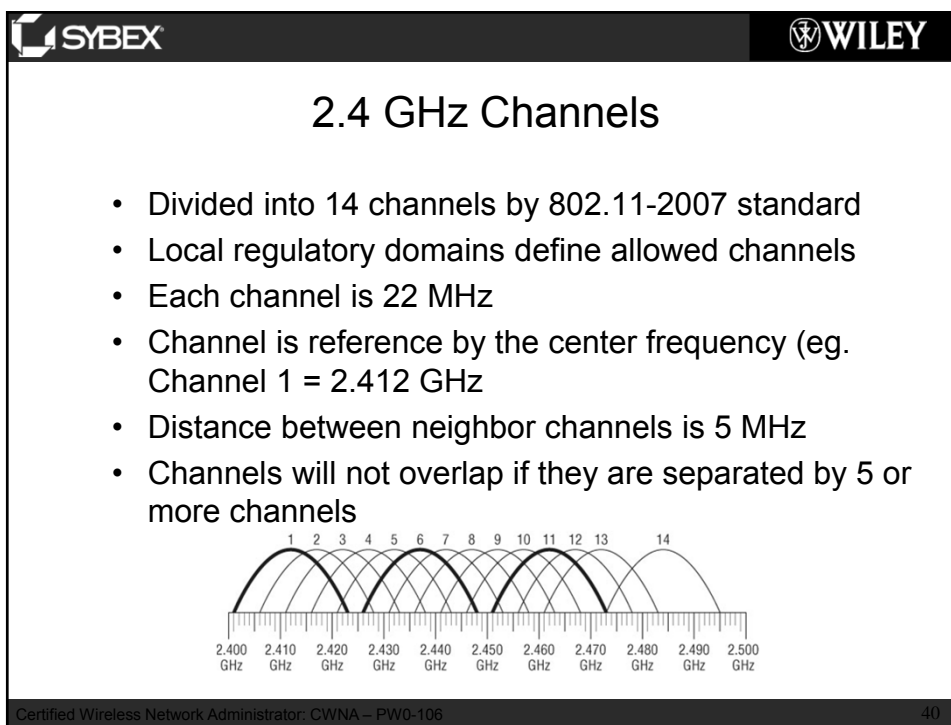 SYBEX
WILEY
2.4 GHz Channels
• Divided into 14 channels by 802.11-2007 standard
• Local regulatory domains define allowed channels
• Each channel is 22 MHz
• Channel is reference by the center frequency (eg.
Channel 1 = 2.412 GHz
• Distance between neighbor channels is 5 MHz
• Channels will not overlap if they are separated by 5 or
more channels
1 2 3 4 5 6 7 8 9 10 11 12 13 14
2.400 2.410 2.420 2.430 2.440 2.450 2.460 2.470 2.480 2.490 2.500
GHz GHz GHz GHz GHz GHz GHz GHz GHz GHz GHz
Certified Wireless Network Administrator: CWNA – PW0-106 40